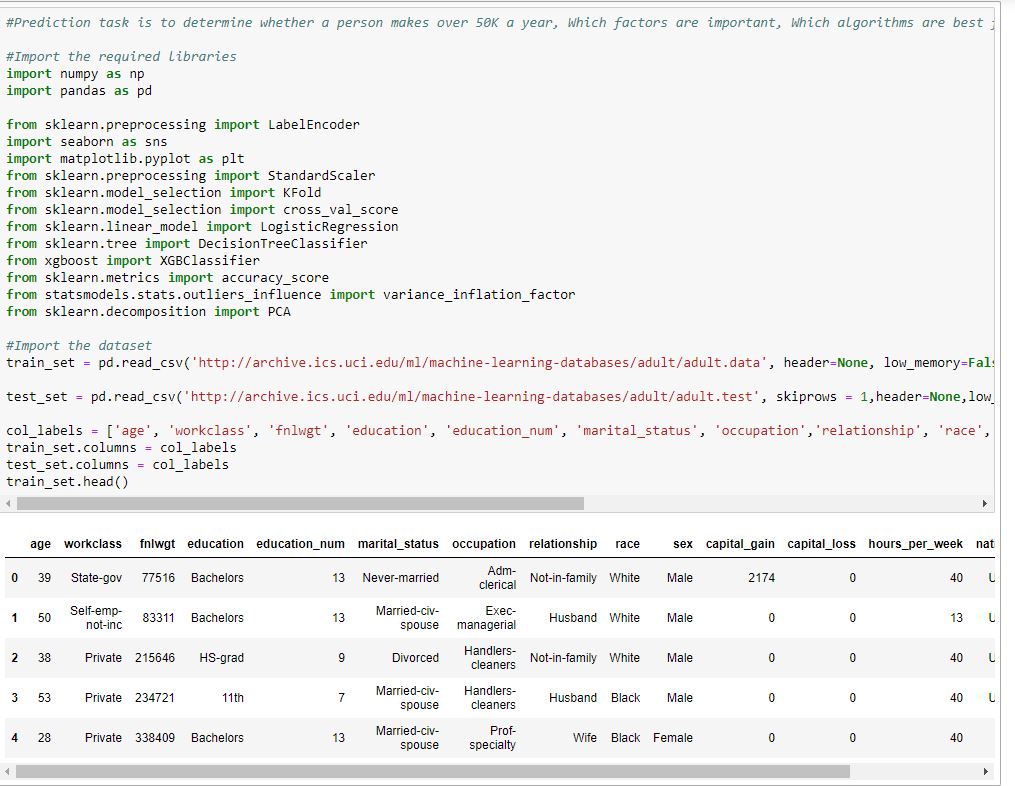 #Prediction task is to determine whether a person makes over 50K a year, Which factors are important, Which algorithms are best
#Import the required libraries
import numpy as np
import pandas as pd
from sklearn.preprocessing import LabelEncoder
import seaborn as sns
import matplotlib.pyplot as plt
from sklearn.preprocessing import StandardScaler
from sklearn.model_selection import KFold
from sklearn.model_selection import cross_val_score
from sklearn.linear_model import LogisticRegression
from sklearn.tree import DecisionTreeClassifier
from xgboost import XGBClassifier
from sklearn.metrics import accuracy_score
from statsmodels.stats.outliers_influence import variance_inflation_factor
from sklearn.decomposition import PCA
#Import the dataset
train_set = pd.read_csv('http://archive.ics.uci.edu/ml/machine-learning-databases/adult/adult.data', header=None, low_memory=Fals
test_set = pd.read_csv('http://archive.ics.uci.edu/ml/machine-learning-databases/adult/adult.test', skiprows = 1,header=None,low_
col_labels = ['age', 'workclass', 'fnlwgt', 'education', 'education_num', 'marital_status', 'occupation','relationship', 'race',
train_set.columns = col_labels
test_set.columns = col_labels
train_set.head()
age workclass fnlwgt education education_num marital_status occupation relationship race sex capital_gain capital_loss hours_per_week nati
0 39 State-gov 77516 Bachelors 13 Never-married Adm-clerical Not-in-family White Male 2174 0 40 U
1 50 Self-emp-not-inc 83311 Bachelors 13 Married-civ-spouse Exec-managerial Husband White Male 0 0 13 U
2 38 Private 215646 HS-grad 9 Divorced Handlers-cleaners Not-in-family White Male 0 0 40 U
3 53 Private 234721 11th 7 Married-civ-spouse Handlers-cleaners Husband Black Male 0 0 40 U
4 28 Private 338409 Bachelors 13 Married-civ-spouse Prof-specialty Wife Black Female 0 0 40